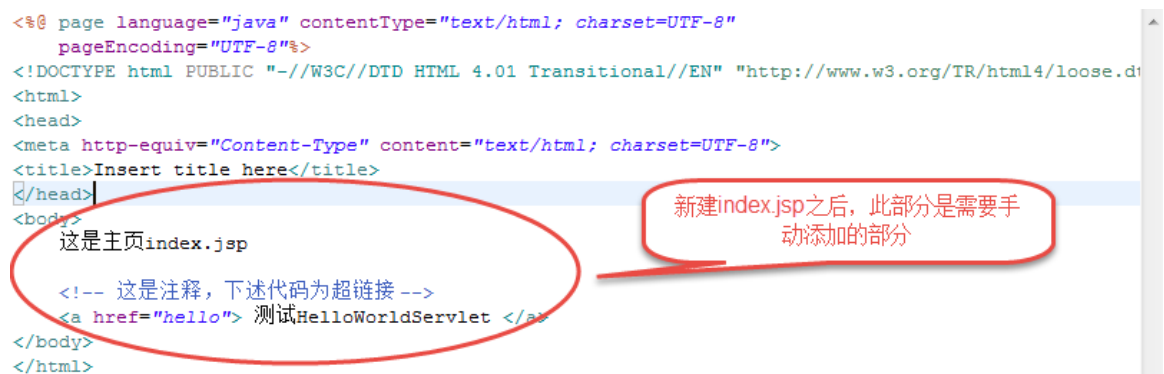 <%@ page language="java" contentType="text/html; charset=UTF-8"
    pageEncoding="UTF-8"%>
<!DOCTYPE html PUBLIC "-//W3C//DTD HTML 4.01 Transitional//EN" "http://www.w3.org/TR/html4/loose.dt
<html>
<head>
<meta http-equiv="Content-Type" content="text/html; charset=UTF-8">
<title>Insert title here</title>
</head>
<body>
    这是主页index.jsp
    <!-- 这是注释，下述代码为超链接 -->
    <a href="hello"> 测试HelloWorldServlet </a>
</body>
</html>
新建index.jsp之后，此部分是需要手
动添加的部分